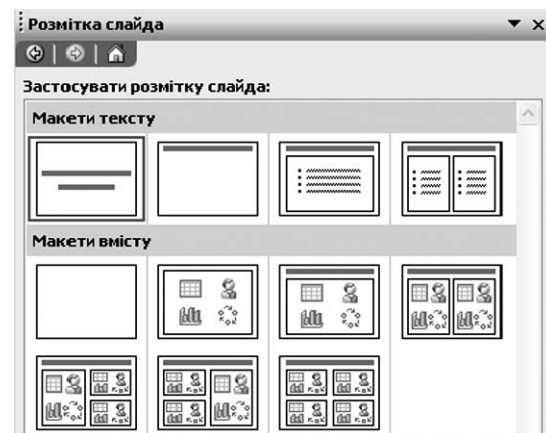 Розмітка слайда
Застосувати розмітку слайда:
Макети тексту
Макети вмісту